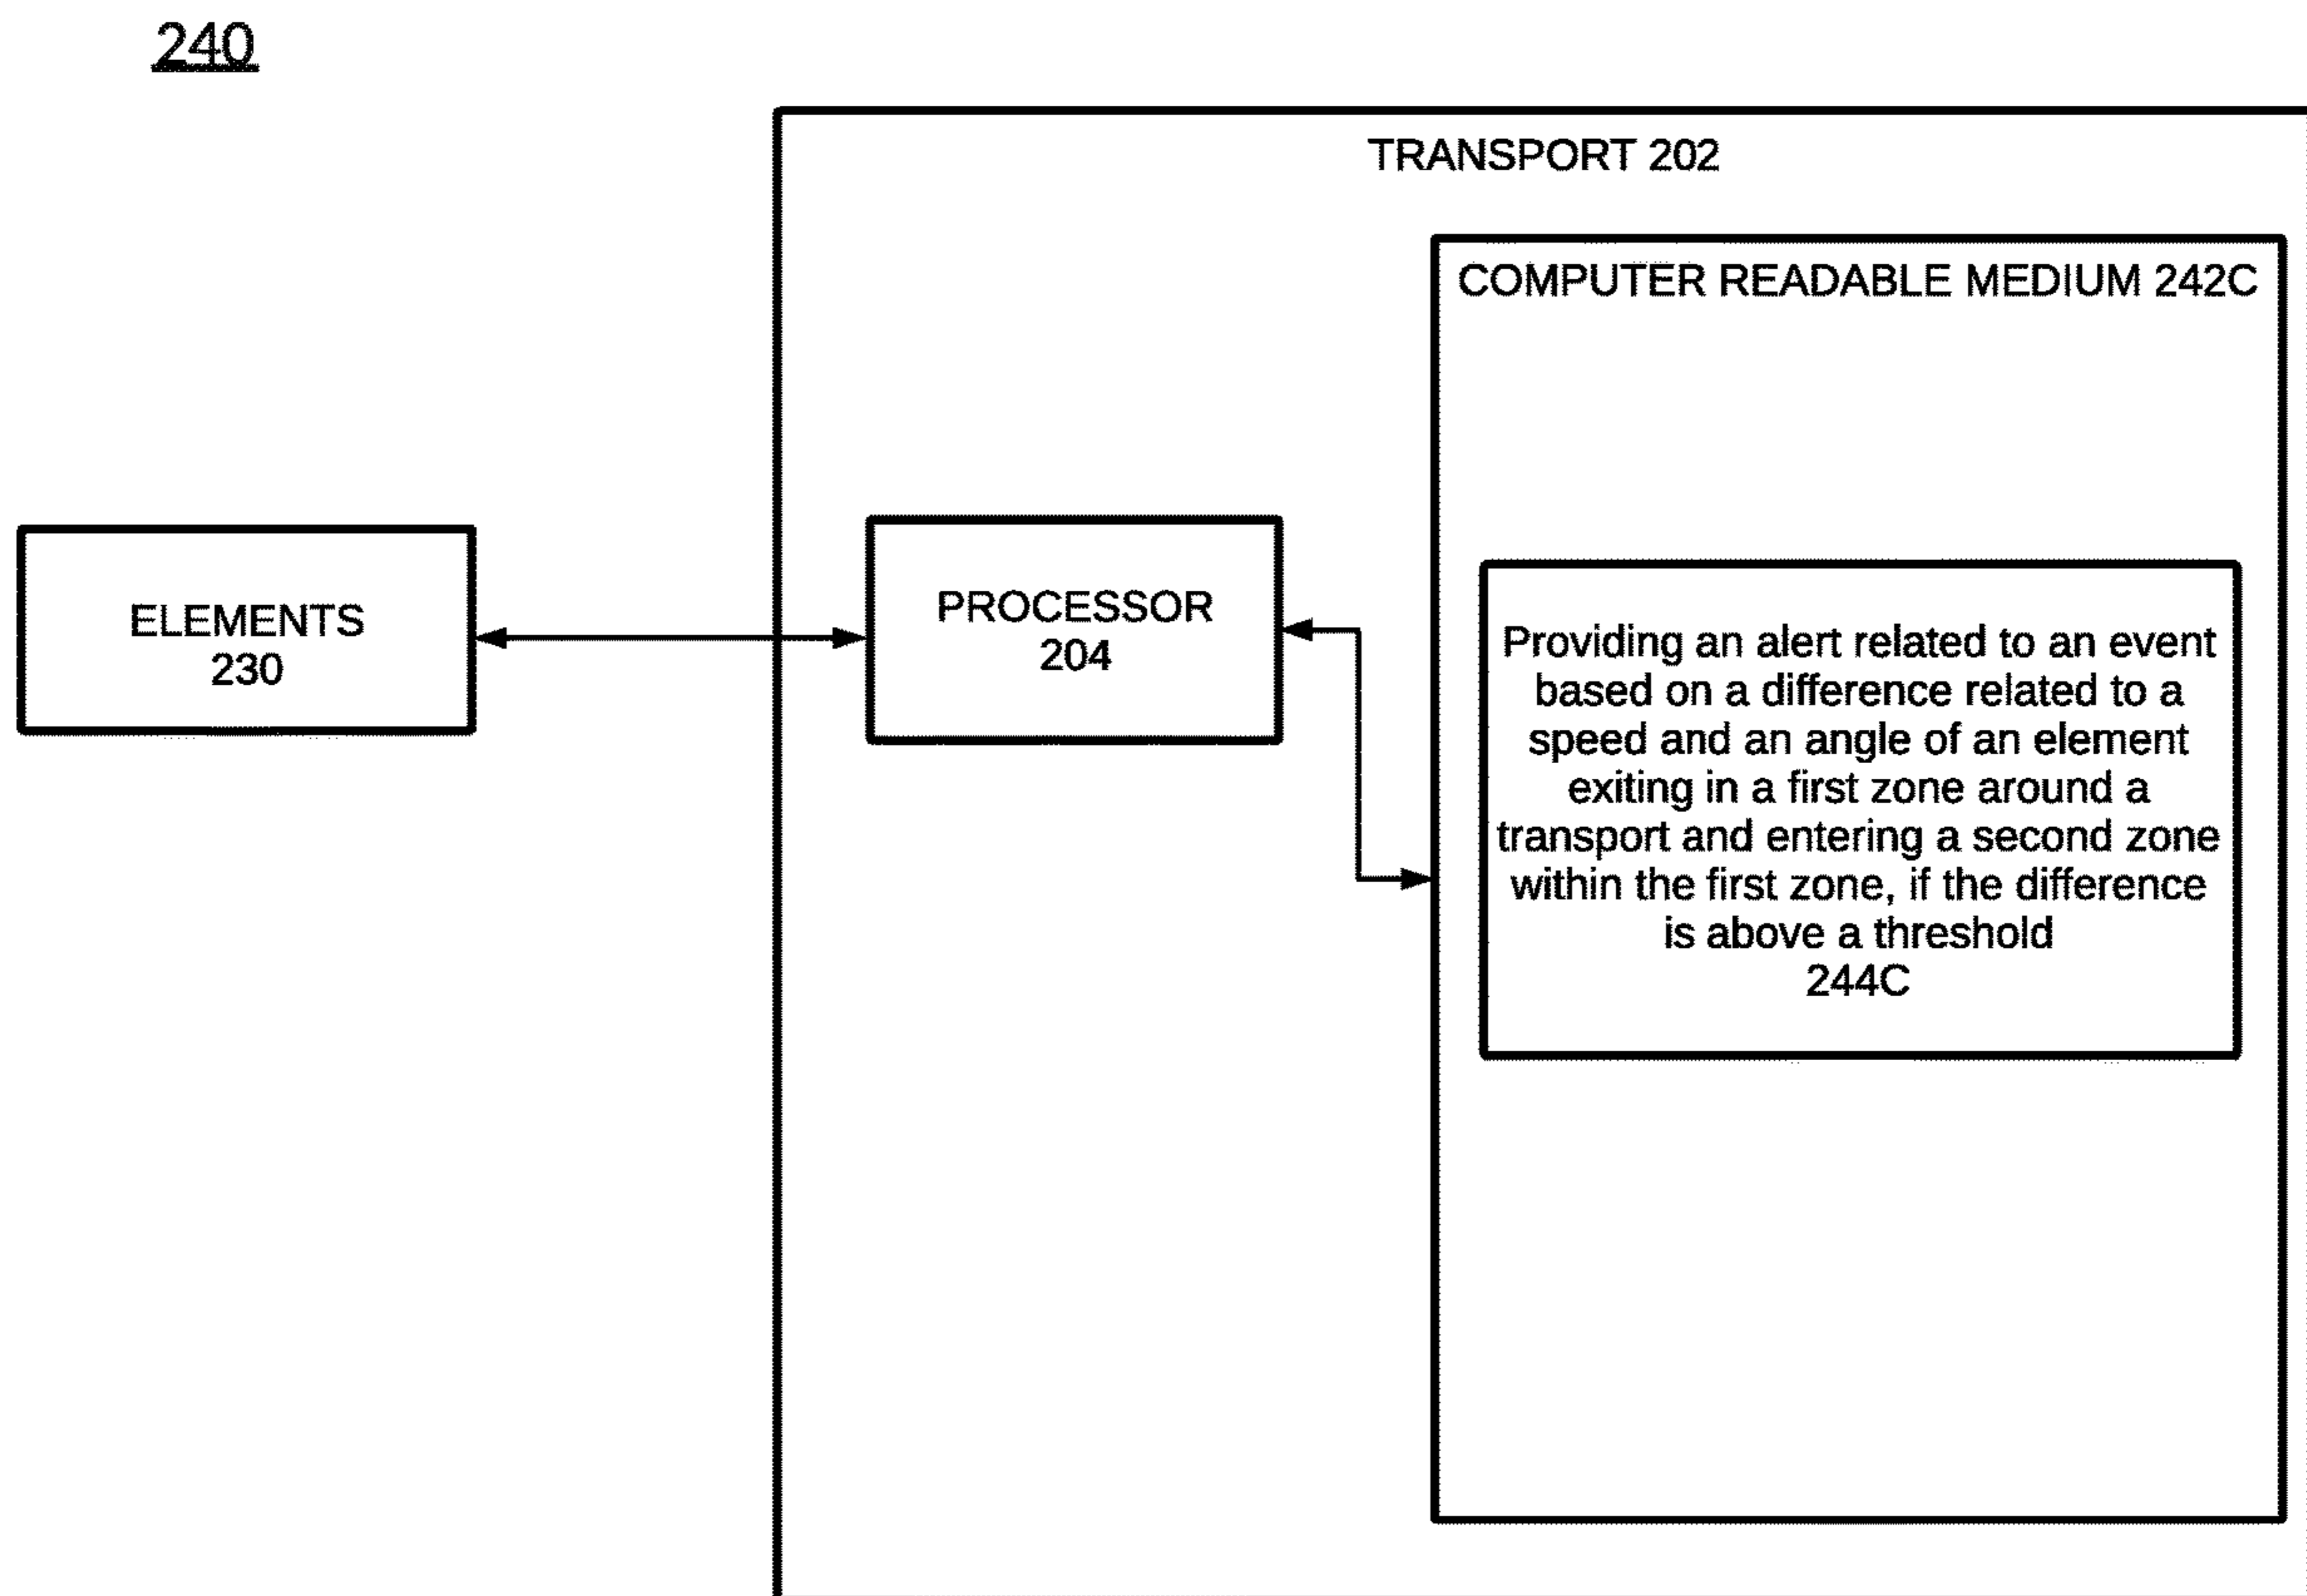 240
TRANSPORT 202
COMPUTER READABLE MEDIUM 242C
ELEMENTS
230
PROCESSOR
204
Providing an alert related to an event
based on a difference related to a
speed and an angle of an element
exiting in a first zone around a
transport and entering a second zone
within the first zone, if the difference
is above a threshold
244C